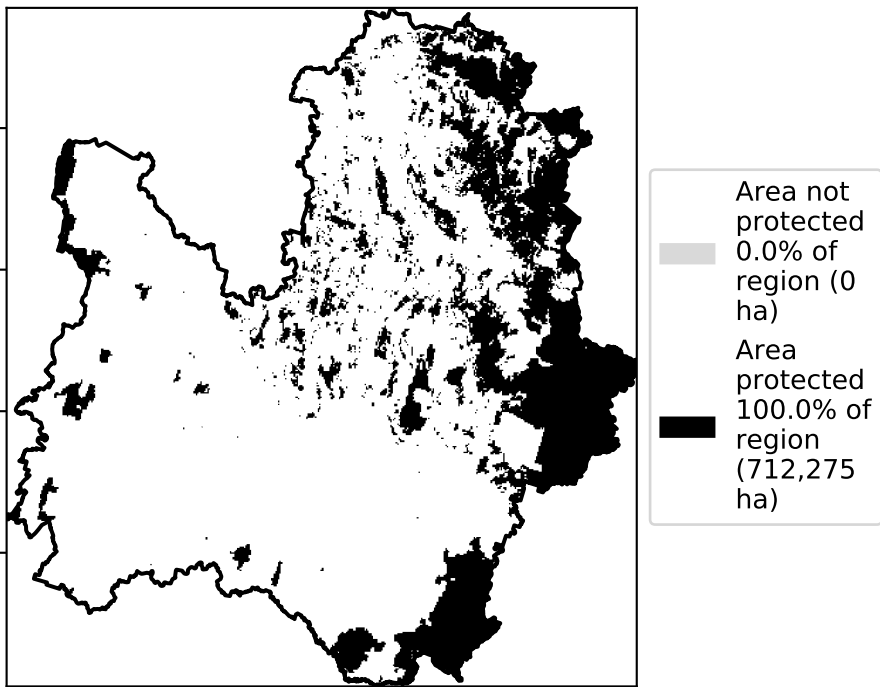 Area not
protected
0.0% of
region (0
ha)
Area
protected
100.0% of
region
(712,275
ha)